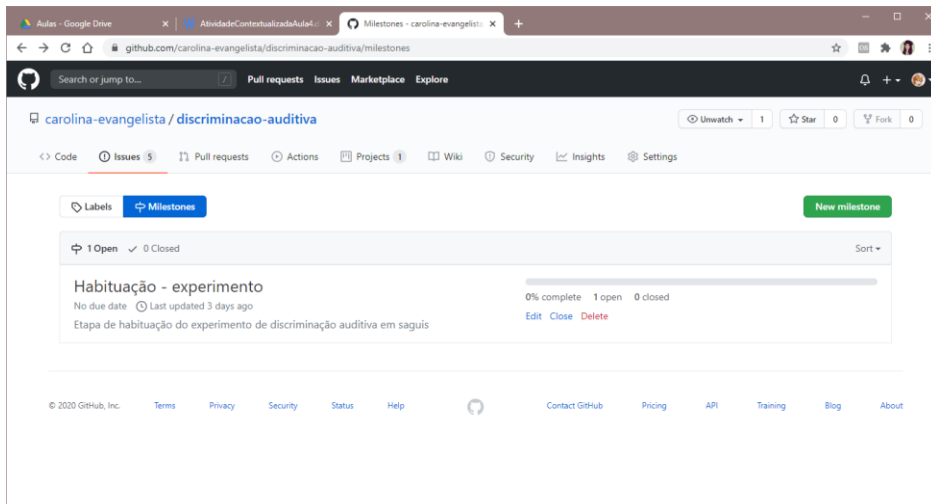 Aulas - Google Drive
AtividadeContextualizadaAula4.
Milestones - carolina-evangelista
github.com/carolina-evangelista/discriminacao-auditiva/milestones
Search or jump to... / Pull requests Issues Marketplace Explore
carolina-evangelista / discriminacao-auditiva
Unwatch 1 Star 0 Fork 0
Code Issues 5 Pull requests Actions Projects 1 Wiki Security Insights Settings
Labels Milestones New milestone
1 Open 0 Closed Sort
Habituação - experimento
No due date Last updated 3 days ago
Etapa de habituação do experimento de discriminação auditiva em saguis
0% complete 1 open 0 closed
Edit Close Delete
© 2020 GitHub, Inc. Terms Privacy Security Status Help Contact GitHub Pricing API Training Blog About